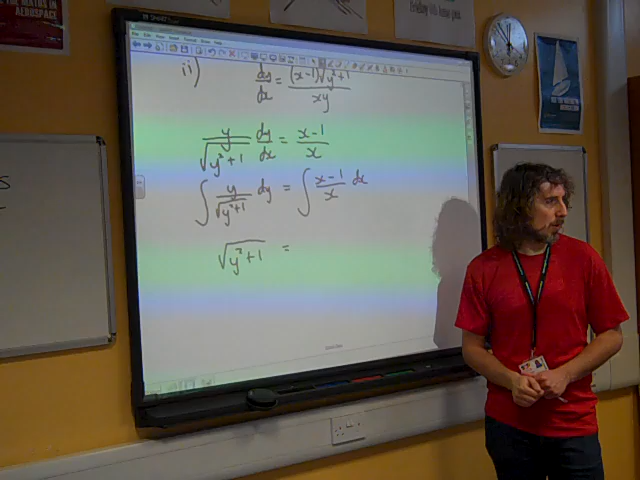 THE MATHS IN
AEROSPACE
ii) dy/dx = (x-1)√y²+1 / xy
y/√y²+1 dy/dx = x-1/x
∫ y/√y²+1 dy = ∫ x-1/x dx
√y²+1 =